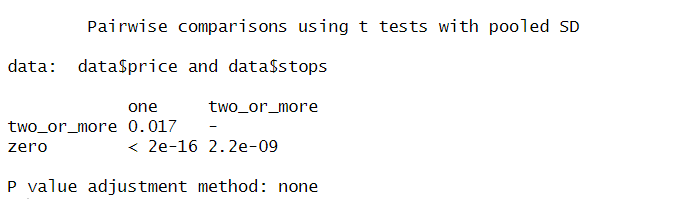 Pairwise comparisons using t tests with pooled SD
data: data$price and data$stops
one two_or_more
two_or_more 0.017 -
zero < 2e-16 2.2e-09
P value adjustment method: none